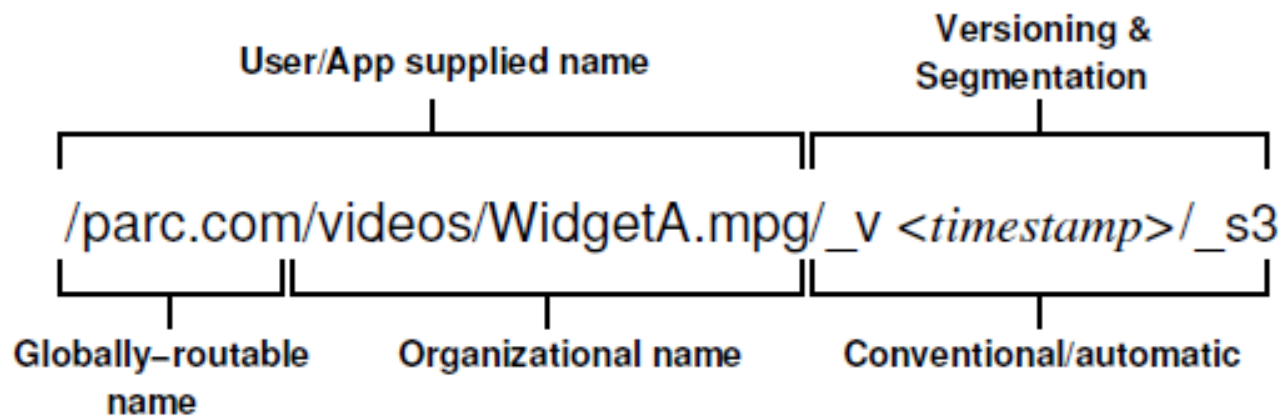 Versioning &
User/App supplied name
Segmentation
/parc.com/videos/WidgetA.mpg/_v <timestamp>/_s3
Globally–routable
name
Organizational name
Conventional/automatic